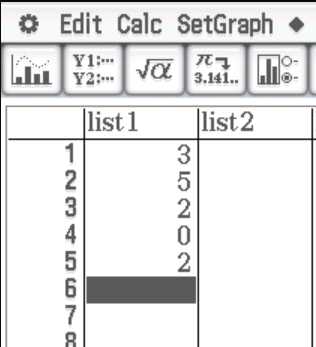 Edit Calc SetGraph
Y1:···
Y2:···
√α
π
3.141..
list1 list2
1 3
2 5
3 2
4 0
5 2
6
7
8